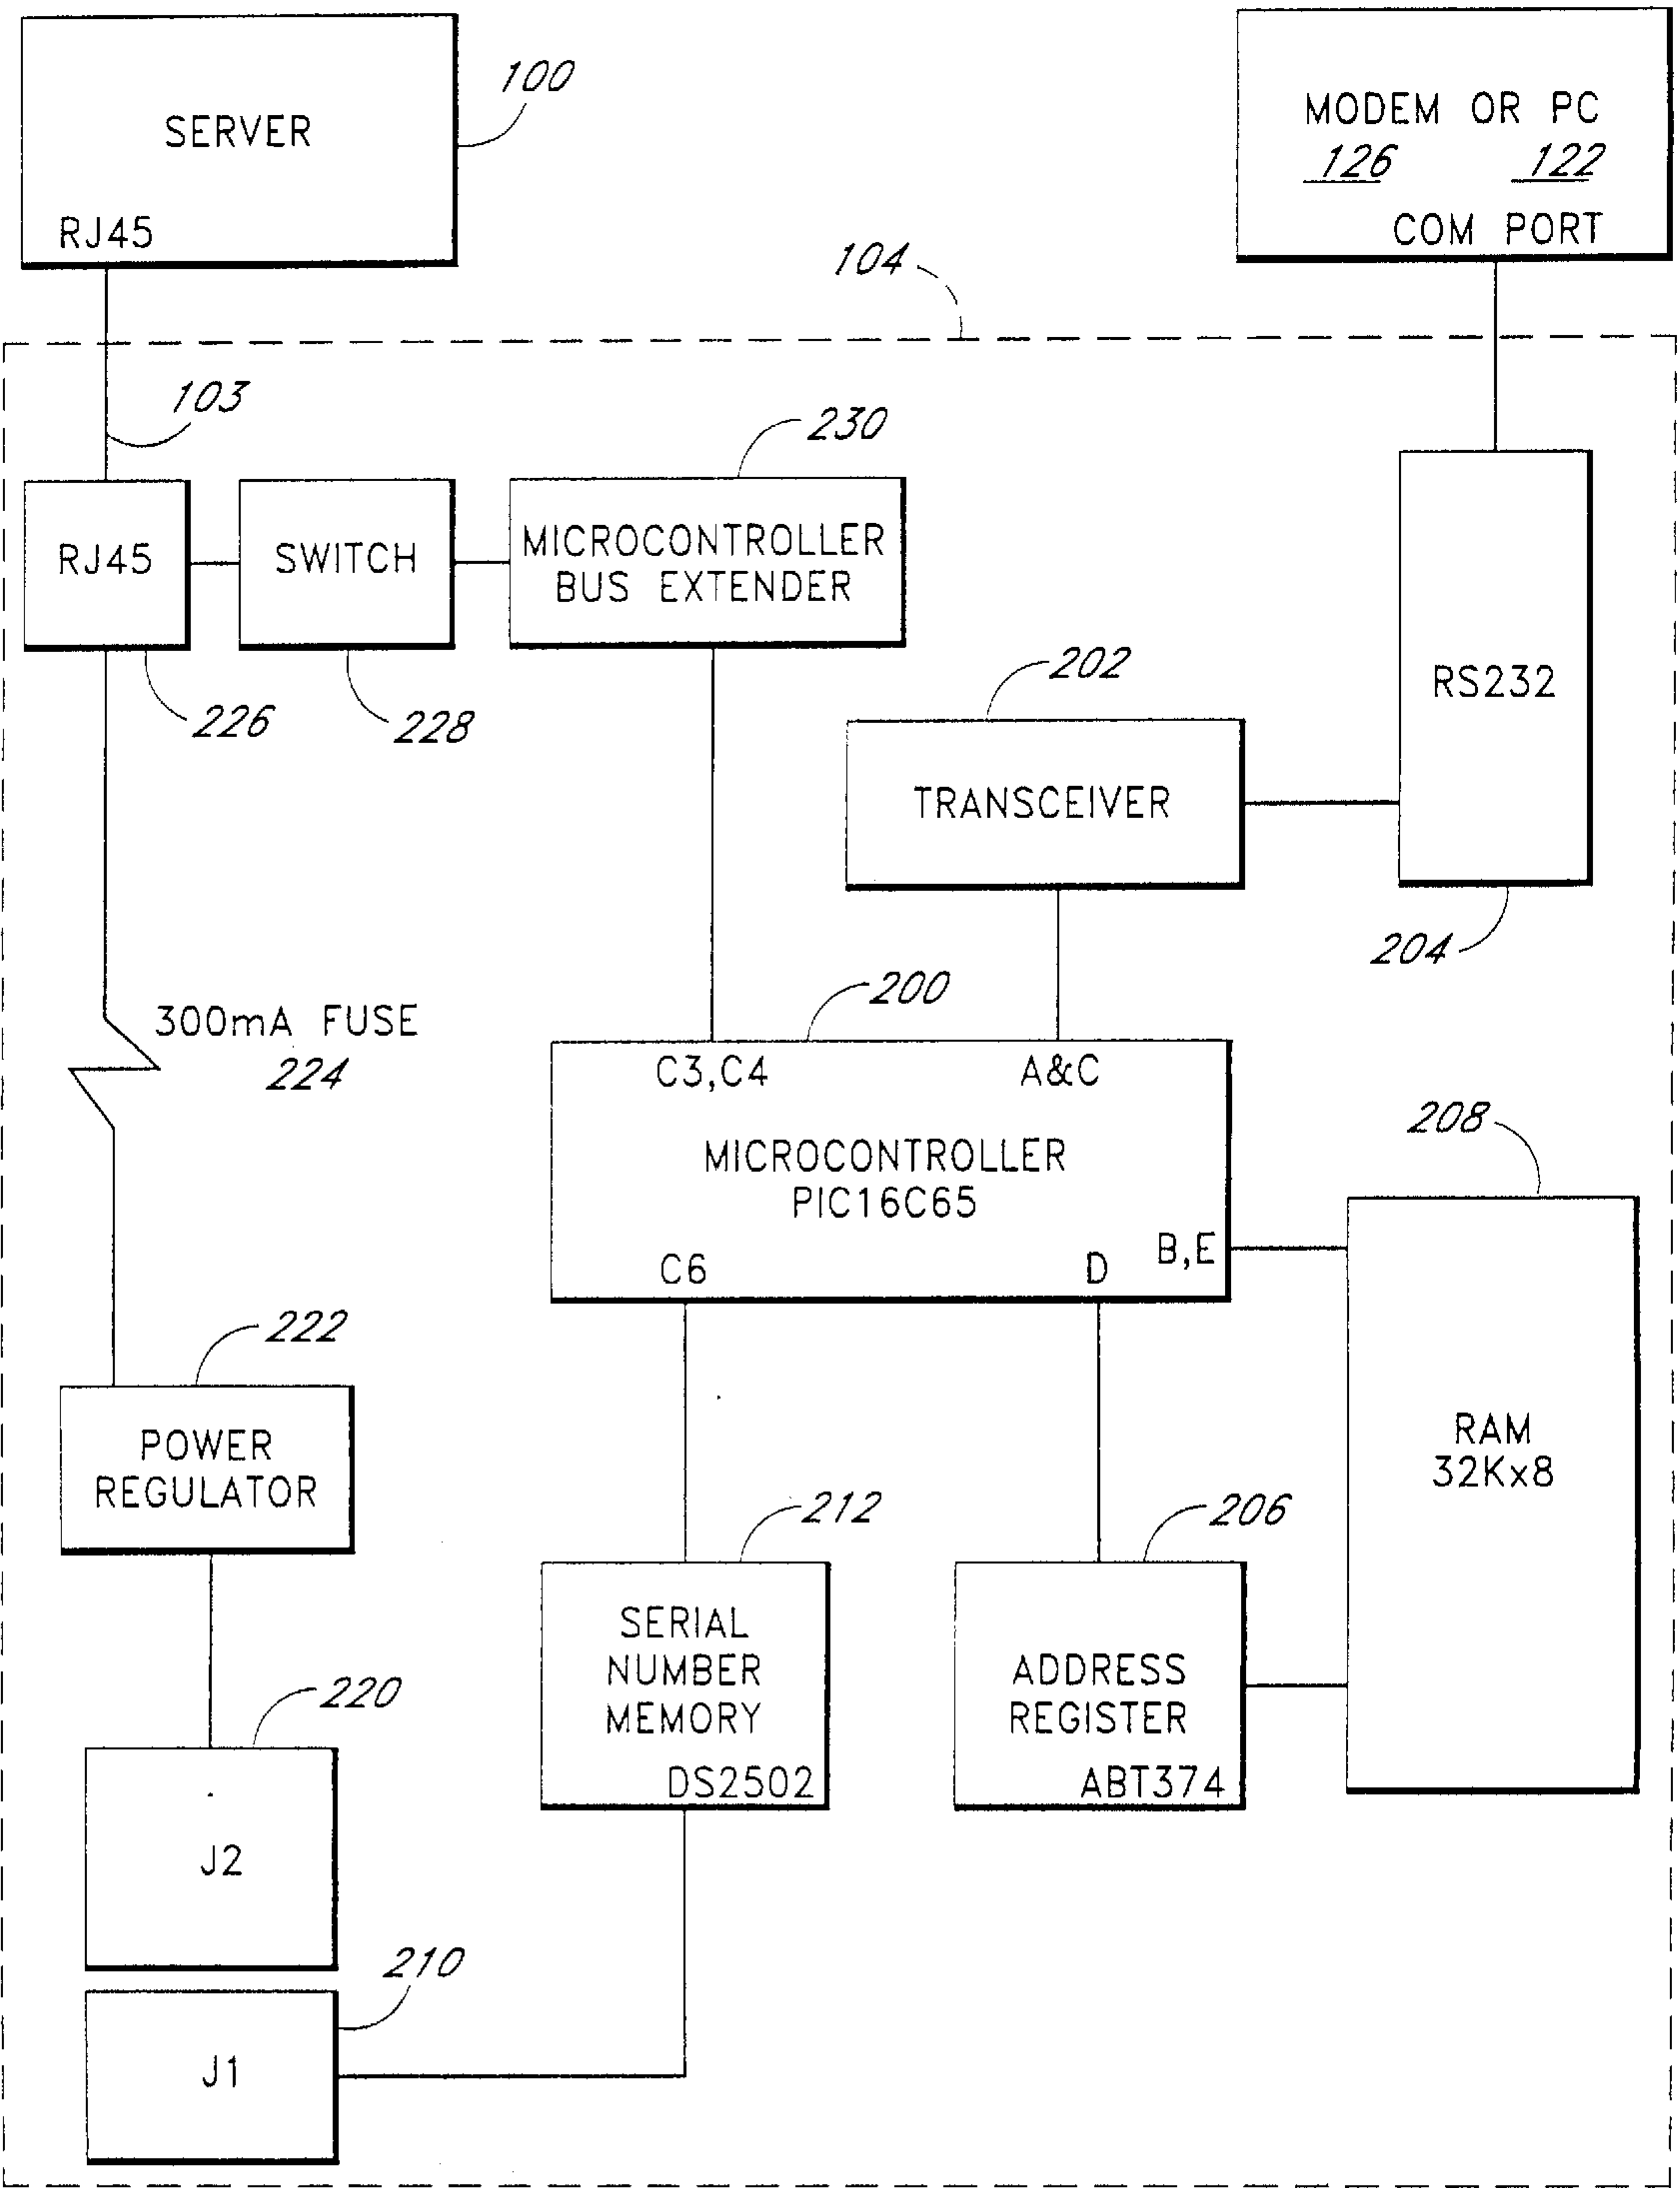 SERVER
RJ45
100
MODEM OR PC
126 122
COM PORT
104
103
230
RJ45
SWITCH
MICROCONTROLLER
BUS EXTENDER
226
228
202
TRANSCEIVER
RS232
204
300mA FUSE
224
200
C3,C4
A&C
MICROCONTROLLER
PIC16C65
B,E
C6
D
208
RAM
32Kx8
222
POWER
REGULATOR
212
SERIAL
NUMBER
MEMORY
DS2502
206
ADDRESS
REGISTER
ABT374
220
J2
210
J1